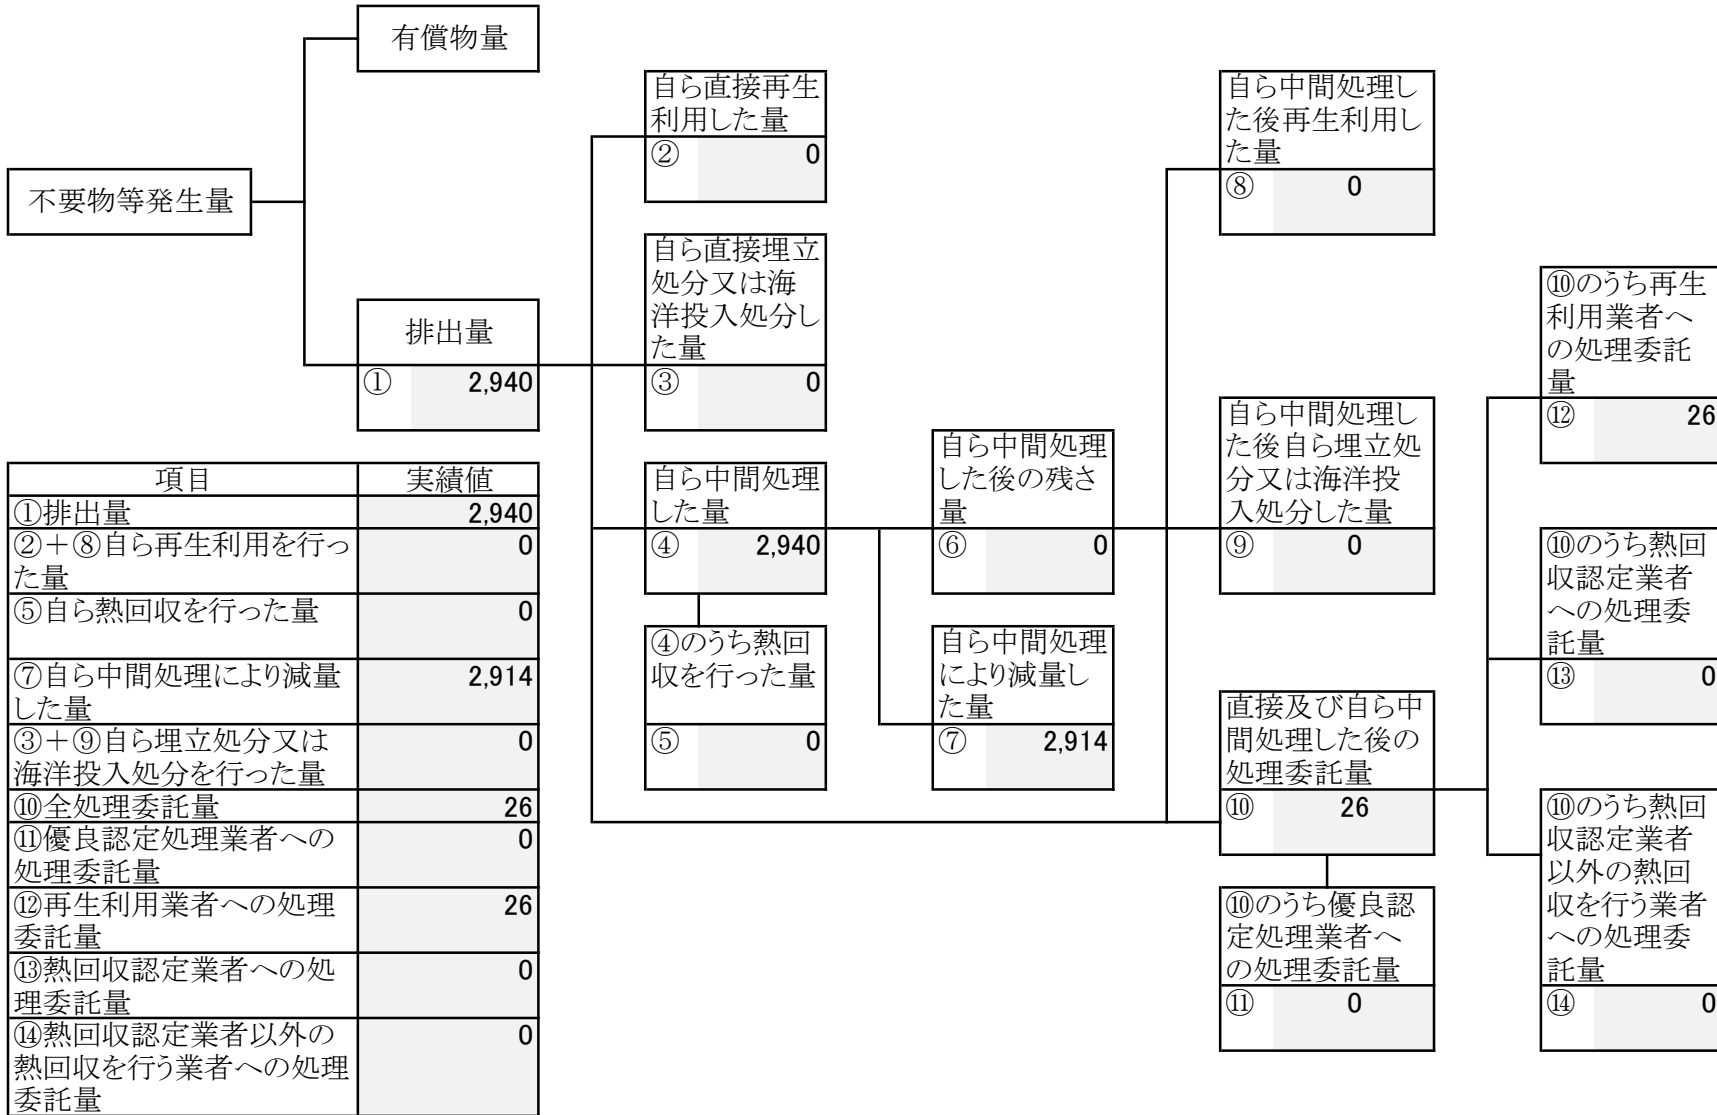 有償物量
不要物等発生量
排出量
① 2,940
自ら直接再生
利用した量
② 0
自ら直接埋立
処分又は海
洋投入処分し
た量
③ 0
自ら中間処理
した量
④ 2,940
④のうち熱回
収を行った量
⑤ 0
自ら中間処理
した後の残さ
量
⑥ 0
自ら中間処理
により減量し
た量
⑦ 2,914
自ら中間処理し
た後再生利用し
た量
⑧ 0
自ら中間処理し
た後自ら埋立処
分又は海洋投
入処分した量
⑨ 0
直接及び自ら中
間処理した後の
処理委託量
⑩ 26
⑩のうち優良認
定処理業者へ
の処理委託量
⑪ 0
⑩のうち再生
利用業者へ
の処理委託
量
⑫ 26
⑩のうち熱回
収認定業者
への処理委
託量
⑬ 0
⑩のうち熱回
収認定業者
以外の熱回
収を行う業者
への処理委
託量
⑭ 0
項目 実績値
①排出量 2,940
②＋⑧自ら再生利用を行っ 0
た量
⑤自ら熱回収を行った量 0
⑦自ら中間処理により減量 2,914
した量
③＋⑨自ら埋立処分又は 0
海洋投入処分を行った量
⑩全処理委託量 26
⑪優良認定処理業者への 0
処理委託量
⑫再生利用業者への処理 26
委託量
⑬熱回収認定業者への処 0
理委託量
⑭熱回収認定業者以外の 0
熱回収を行う業者への処理
委託量